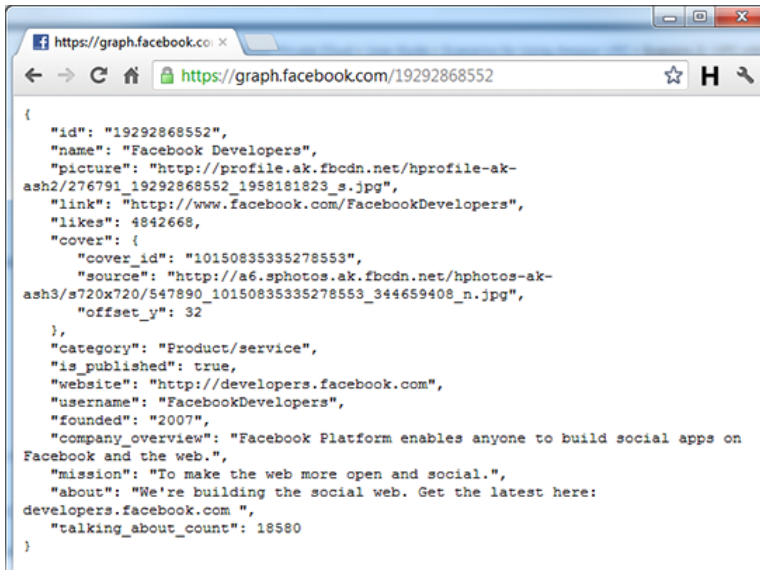 https://graph.facebook.co
https://graph.facebook.com/19292868552
H
{
"id": "19292868552",
"name": "Facebook Developers",
"picture": "http://profile.ak.fbcdn.net/hprofile-ak-
ash2/276791_19292868552_1958181823_s.jpg",
"link": "http://www.facebook.com/FacebookDevelopers",
"likes": 4842668,
"cover": {
"cover_id": "10150835335278553",
"source": "http://a6.sphotos.ak.fbcdn.net/hphotos-ak-
ash3/s720x720/547890_10150835335278553_344659408_n.jpg",
"offset_y": 32
},
"category": "Product/service",
"is_published": true,
"website": "http://developers.facebook.com",
"username": "FacebookDevelopers",
"founded": "2007",
"company_overview": "Facebook Platform enables anyone to build social apps on
Facebook and the web.",
"mission": "To make the web more open and social.",
"about": "We're building the social web. Get the latest here:
developers.facebook.com ",
"talking_about_count": 18580
}